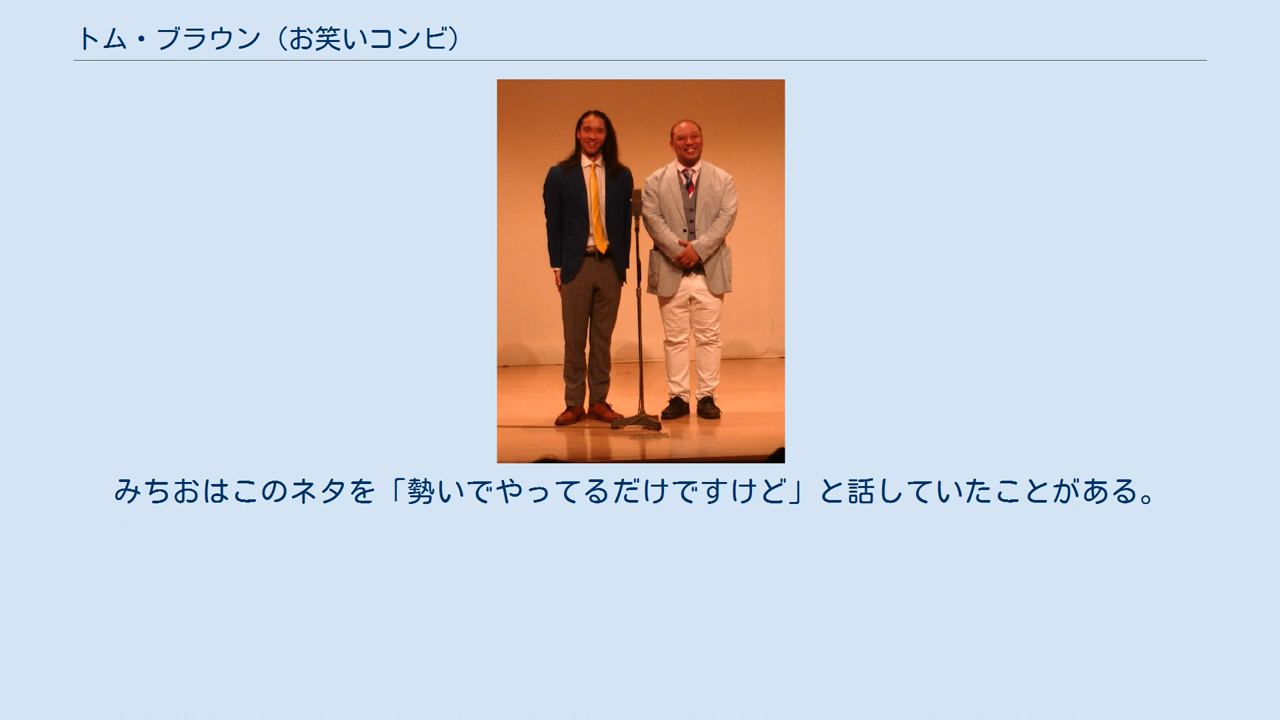 トム・ブラウン（お笑いコンビ）
みちおはこのネタを「勢いでやってるだけですけど」と話していたことがある。